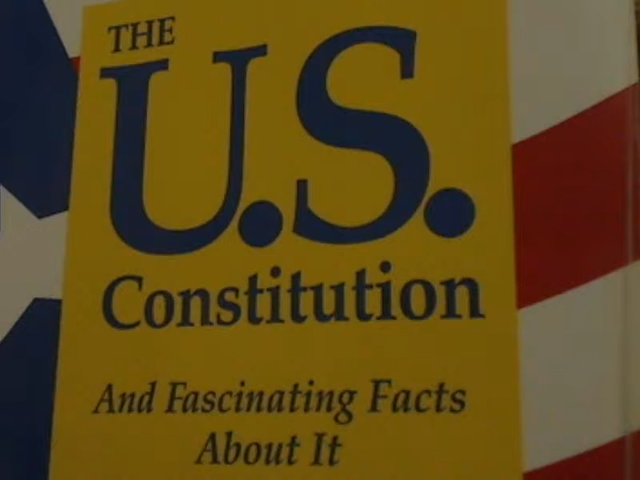 THE
U.S.
Constitution
And Fascinating Facts
About It